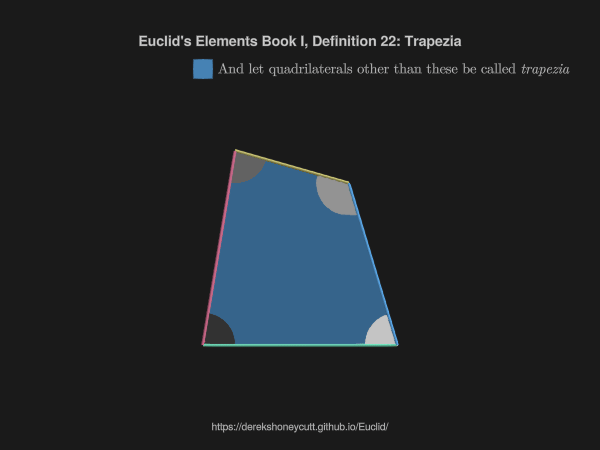 Euclid's Elements Book I, Definition 22: Trapezia
And let quadrilaterals other than these be called trapezia
https://derekshoneycutt.github.io/Euclid/